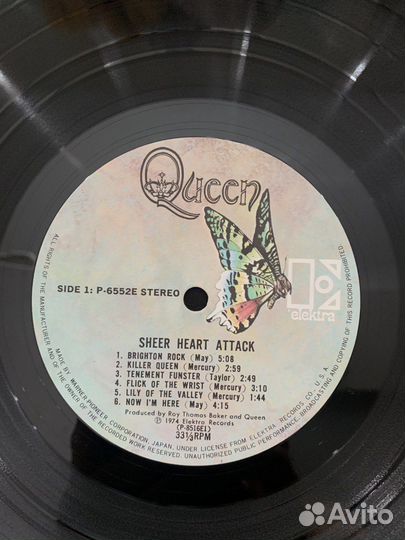 Queen
SIDE 1: P-6552E STEREO
elektra
SHEER HEART ATTACK
1. BRIGHTON ROCK (May) 5:08
2. KILLER QUEEN (Mercury) 2:59
3. TENEMENT FUNSTER (Taylor) 2:49
4. FLICK OF THE WRIST (Mercury) 3:10
5. LILY OF THE VALLEY (Mercury) 1:44
6. NOW I'M HERE (May) 4:15
Produced by Roy Thomas Baker and Queen
Ⓟ 1974 Elektra Records
(P-8516E1)
33⅓RPM
MADE BY WARNER-PIONEER CORPORATION, JAPAN, UNDER LICENSE FROM ELEKTRA RECORDS CO., U.S.A.
ALL RIGHTS OF THE MANUFACTURER AND OF THE OWNER OF THE RECORDED WORK RESERVED. UNAUTHORIZED PUBLIC PERFORMANCE, BROADCASTING AND COPYING OF THIS RECORD PROHIBITED.
Avito